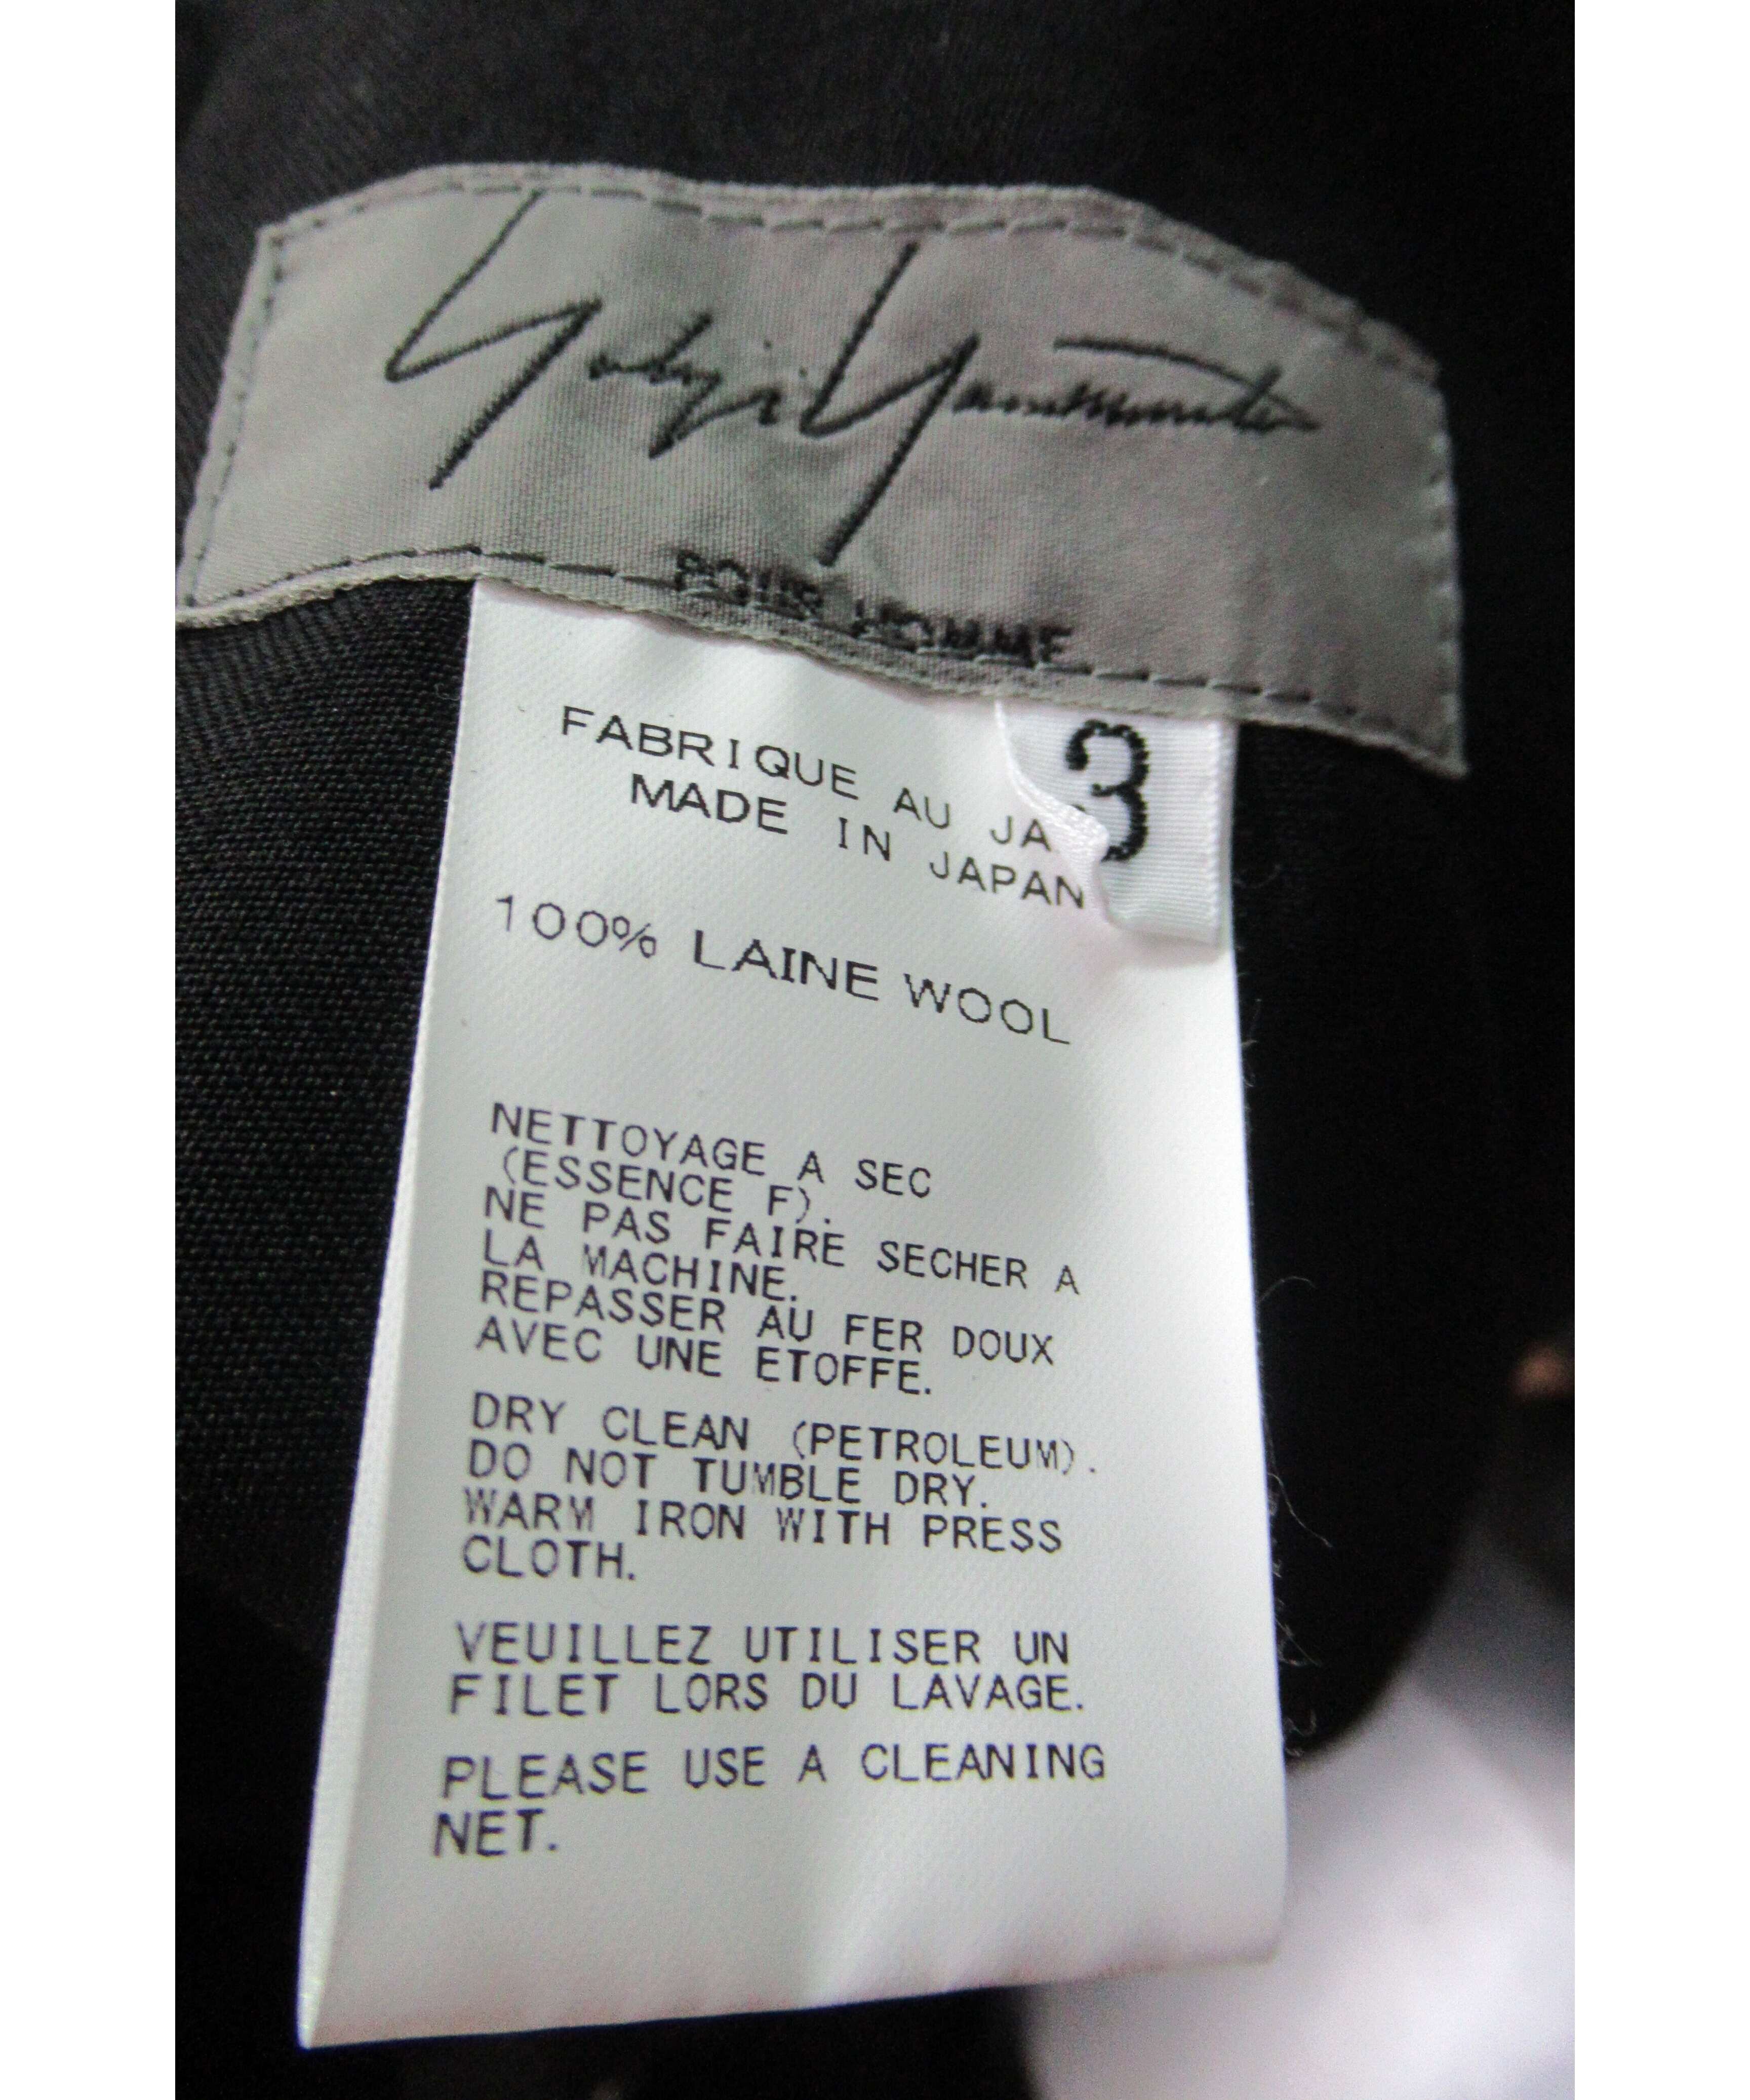 Yohji Yamamoto
POUR HOMME
3
FABRIQUE AU JA
MADE IN JAPAN
100% LAINE WOOL
NETTOYAGE A SEC
(ESSENCE F).
NE PAS FAIRE SECHER A
LA MACHINE.
REPASSER AU FER DOUX
AVEC UNE ETOFFE.
DRY CLEAN (PETROLEUM).
DO NOT TUMBLE DRY.
WARM IRON WITH PRESS
CLOTH.
VEUILLEZ UTILISER UN
FILET LORS DU LAVAGE.
PLEASE USE A CLEANING
NET.